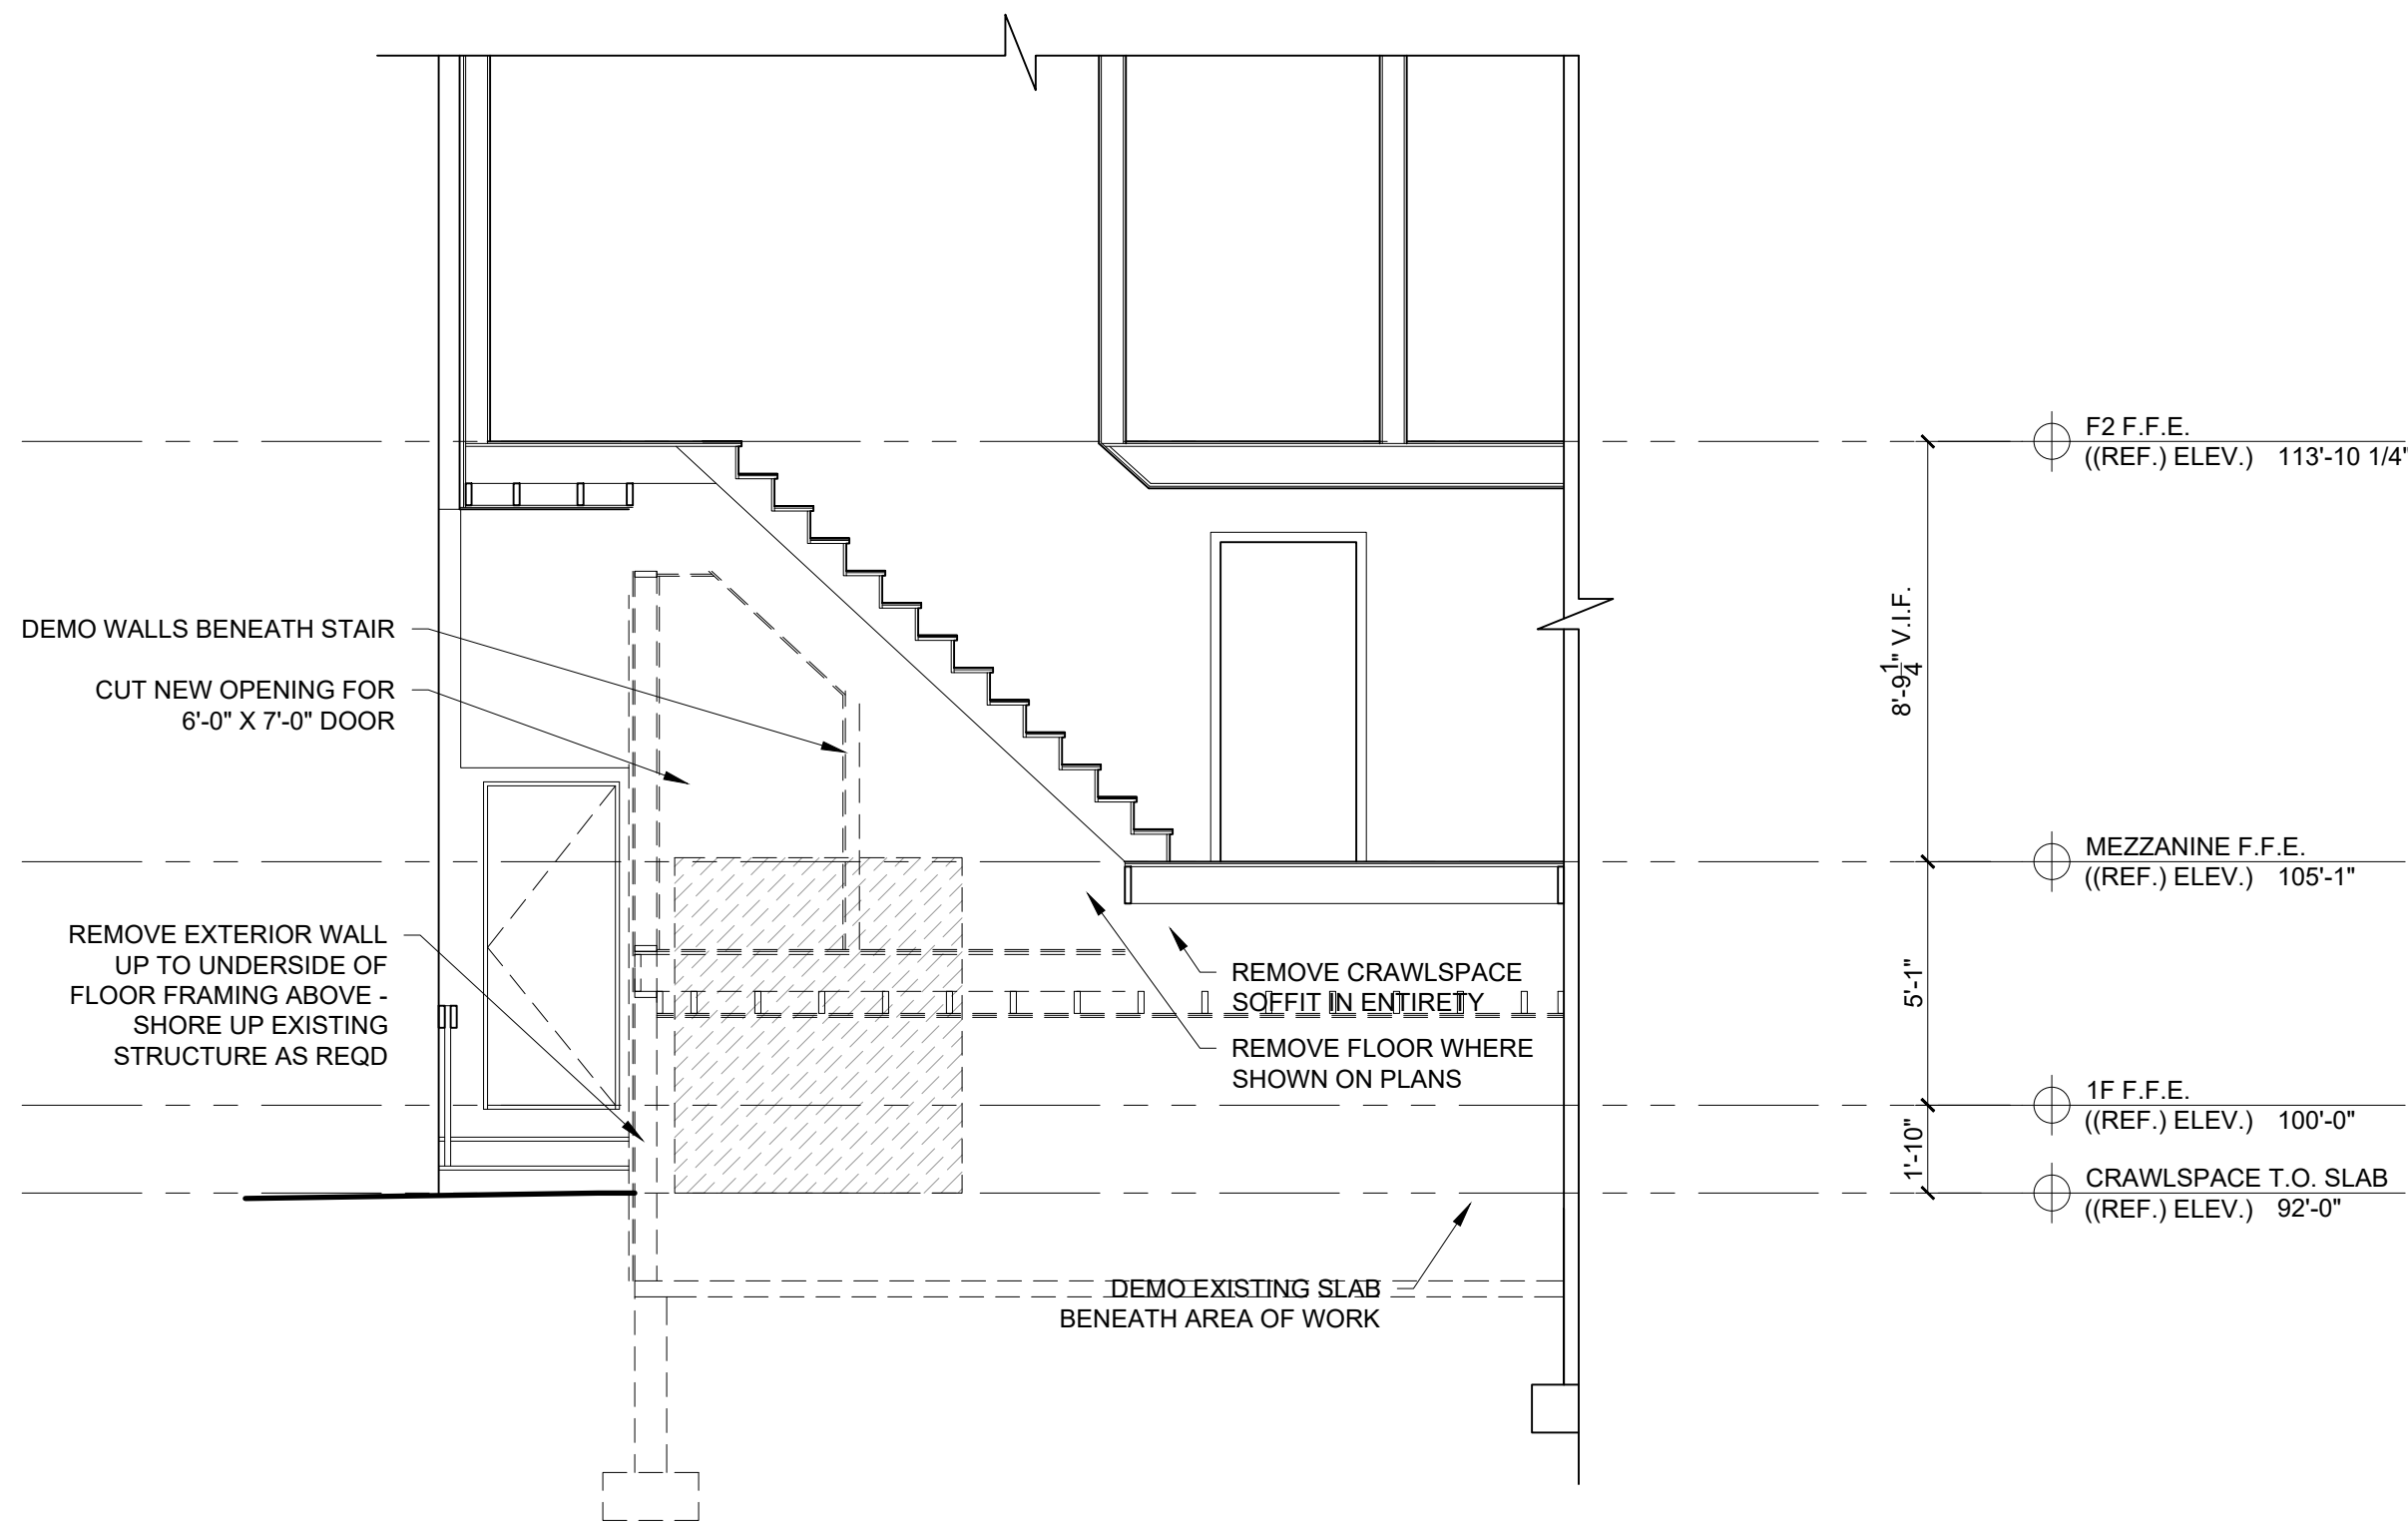 F2 F.F.E.
((REF.) ELEV.) 113'-10 1/4"
8'-9 1/4" V.I.F.
DEMO WALLS BENEATH STAIR
CUT NEW OPENING FOR
6'-0" X 7'-0" DOOR
MEZZANINE F.F.E.
((REF.) ELEV.) 105'-1"
REMOVE EXTERIOR WALL
UP TO UNDERSIDE OF
FLOOR FRAMING ABOVE -
SHORE UP EXISTING
STRUCTURE AS REQD
REMOVE CRAWLSPACE
SOFFIT IN ENTIRETY
REMOVE FLOOR WHERE
SHOWN ON PLANS
5'-1"
1F F.F.E.
((REF.) ELEV.) 100'-0"
1'-10"
CRAWLSPACE T.O. SLAB
((REF.) ELEV.) 92'-0"
DEMO EXISTING SLAB
BENEATH AREA OF WORK